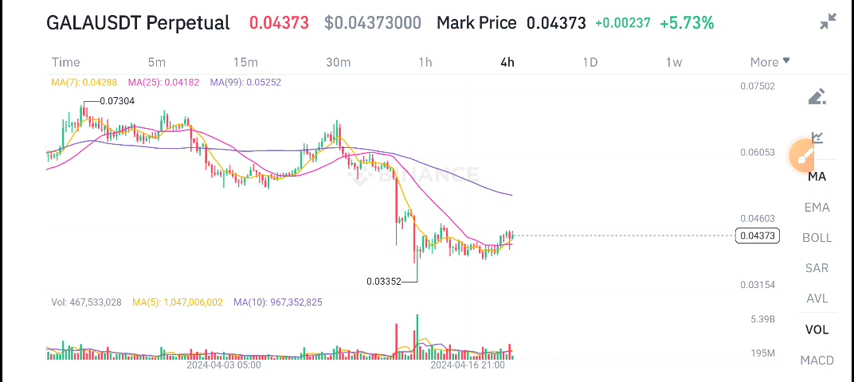 GALAUSDT Perpetual 0.04373 $0.04373000 Mark Price 0.04373 +0.00237 +5.73%
Time 5m 15m 30m 1h 4h 1D 1w More
MA(7): 0.04288 MA(25): 0.04182 MA(99): 0.05252
0.07502
0.07304
0.06053
BINANCE
MA
EMA
0.04603
0.04373
BOLL
SAR
0.03352
0.03154
AVL
Vol: 467,533,028 MA(5): 1,047,006,002 MA(10): 967,352,825
5.39B
VOL
195M
MACD
2024-04-03 05:00 2024-04-16 21:00